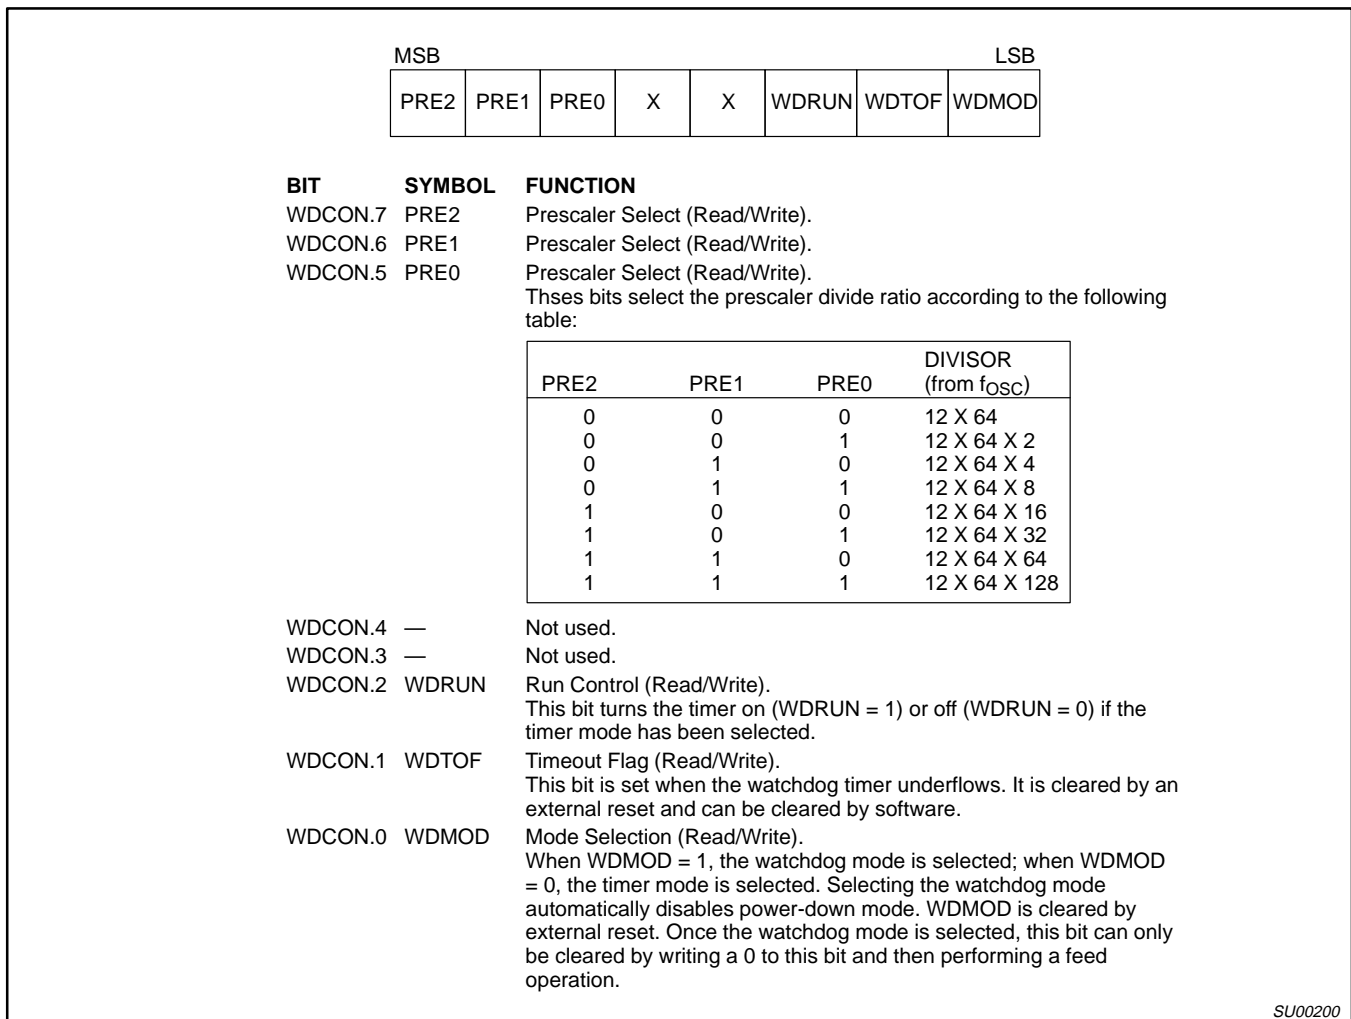 MSB LSB
PRE2 PRE1 PRE0 X X WDRUN WDTOF WDMOD
BIT SYMBOL FUNCTION
WDCON.7 PRE2 Prescaler Select (Read/Write).
WDCON.6 PRE1 Prescaler Select (Read/Write).
WDCON.5 PRE0 Prescaler Select (Read/Write).
Thses bits select the prescaler divide ratio according to the following
table:
DIVISOR
PRE2 PRE1 PRE0 (from fOSC)
0 0 0 12 X 64
0 0 1 12 X 64 X 2
0 1 0 12 X 64 X 4
0 1 1 12 X 64 X 8
1 0 0 12 X 64 X 16
1 0 1 12 X 64 X 32
1 1 0 12 X 64 X 64
1 1 1 12 X 64 X 128
WDCON.4 — Not used.
WDCON.3 — Not used.
WDCON.2 WDRUN Run Control (Read/Write).
This bit turns the timer on (WDRUN = 1) or off (WDRUN = 0) if the
timer mode has been selected.
WDCON.1 WDTOF Timeout Flag (Read/Write).
This bit is set when the watchdog timer underflows. It is cleared by an
external reset and can be cleared by software.
WDCON.0 WDMOD Mode Selection (Read/Write).
When WDMOD = 1, the watchdog mode is selected; when WDMOD
= 0, the timer mode is selected. Selecting the watchdog mode
automatically disables power-down mode. WDMOD is cleared by
external reset. Once the watchdog mode is selected, this bit can only
be cleared by writing a 0 to this bit and then performing a feed
operation.
SU00200